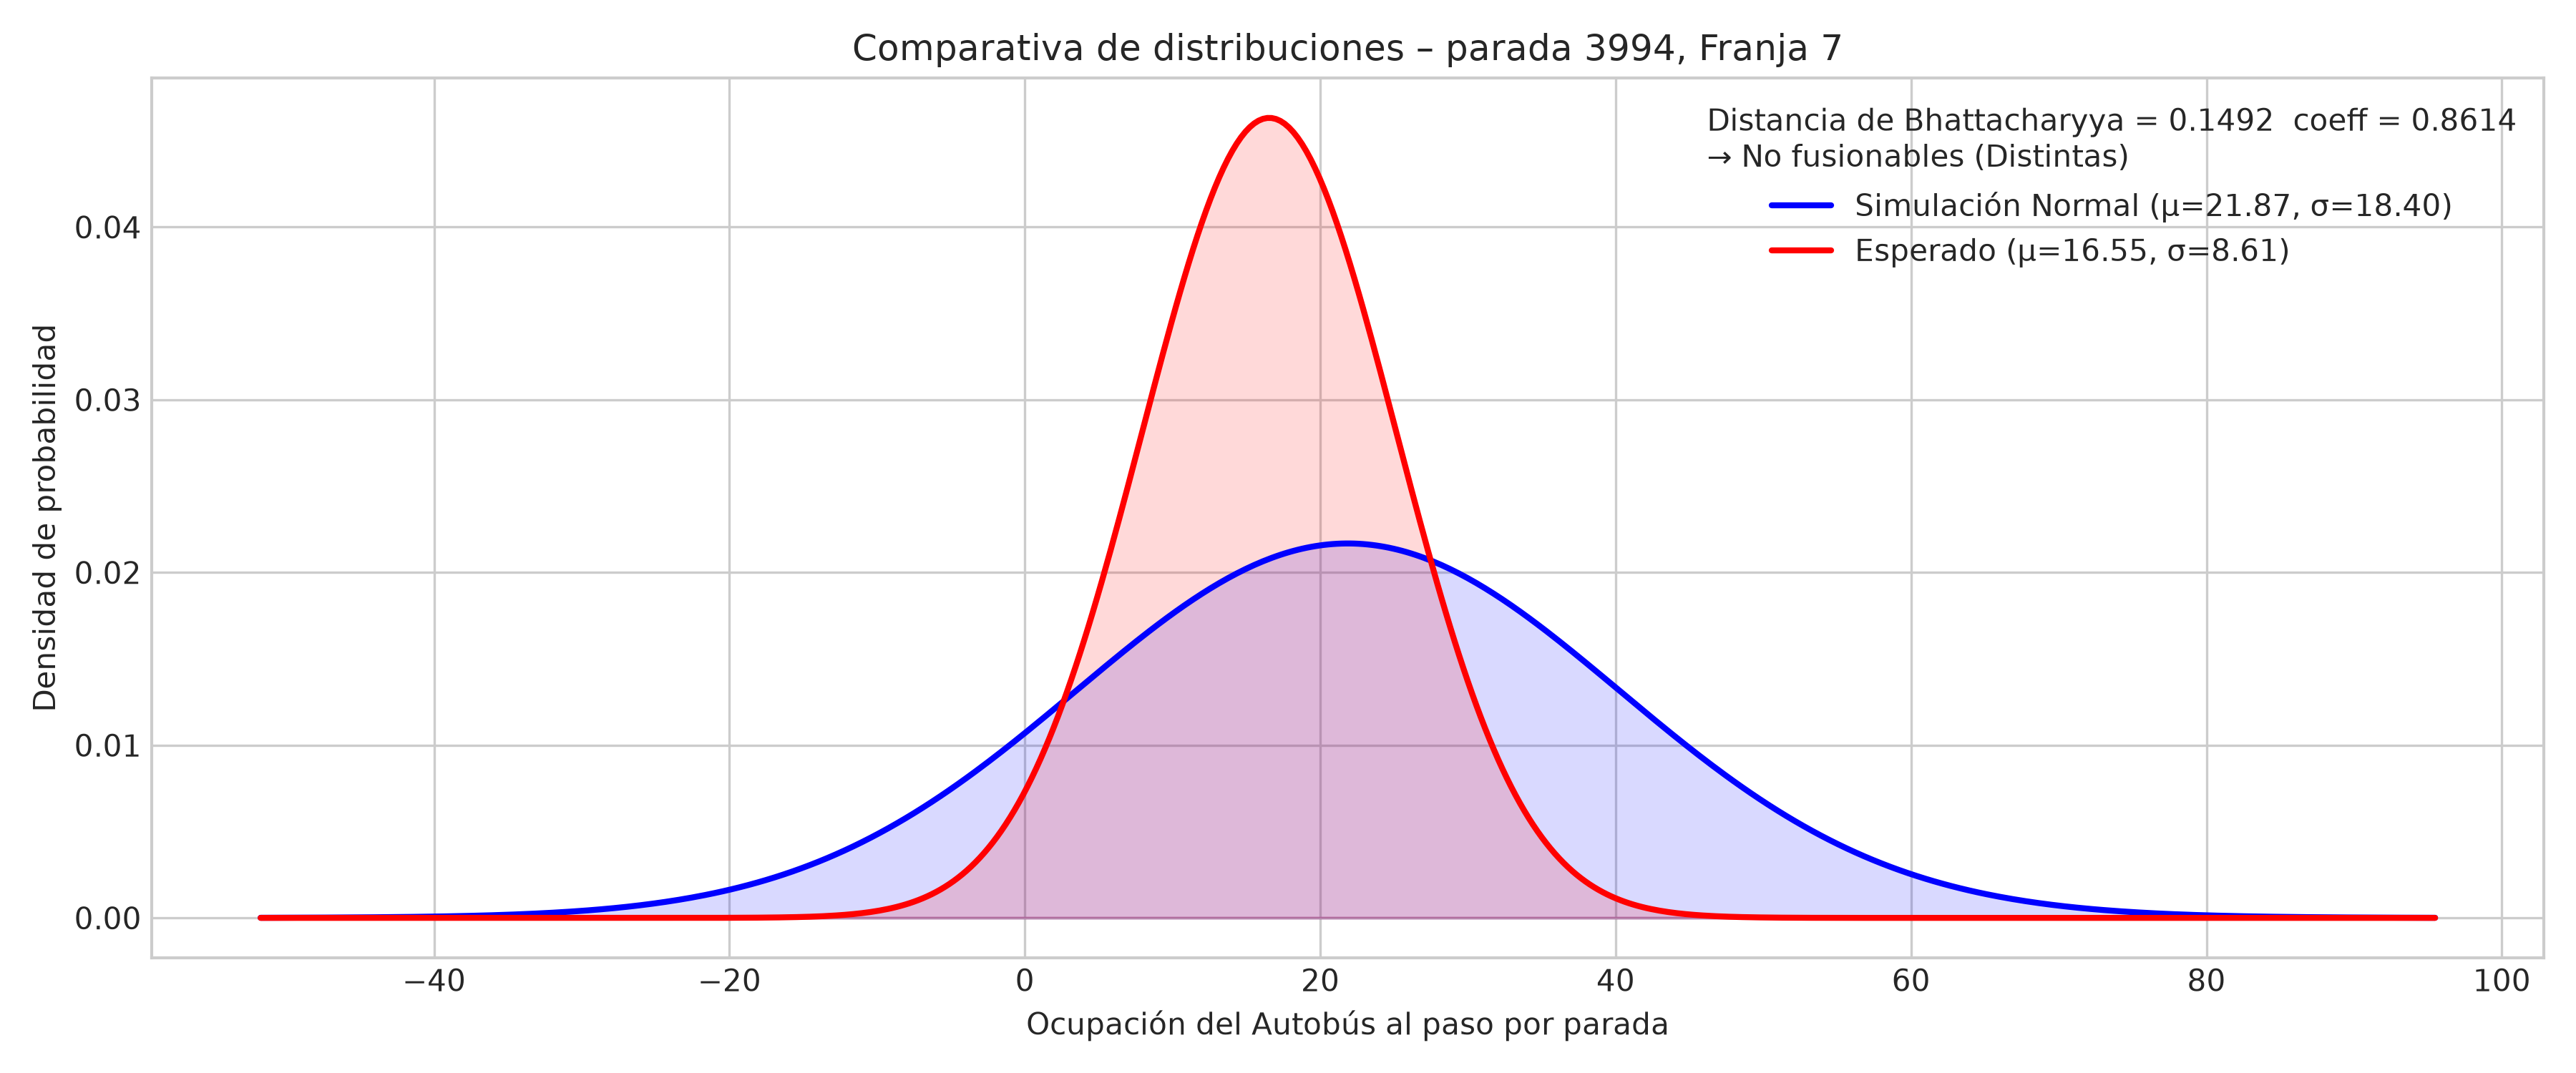 Comparativa de distribuciones – parada 3994, Franja 7
Distancia de Bhattacharyya = 0.1492  coeff = 0.8614
→ No fusionables (Distintas)
Simulación Normal (μ=21.87, σ=18.40)
Esperado (μ=16.55, σ=8.61)
Densidad de probabilidad
0.04
0.03
0.02
0.01
0.00
−40 −20 0 20 40 60 80 100
Ocupación del Autobús al paso por parada